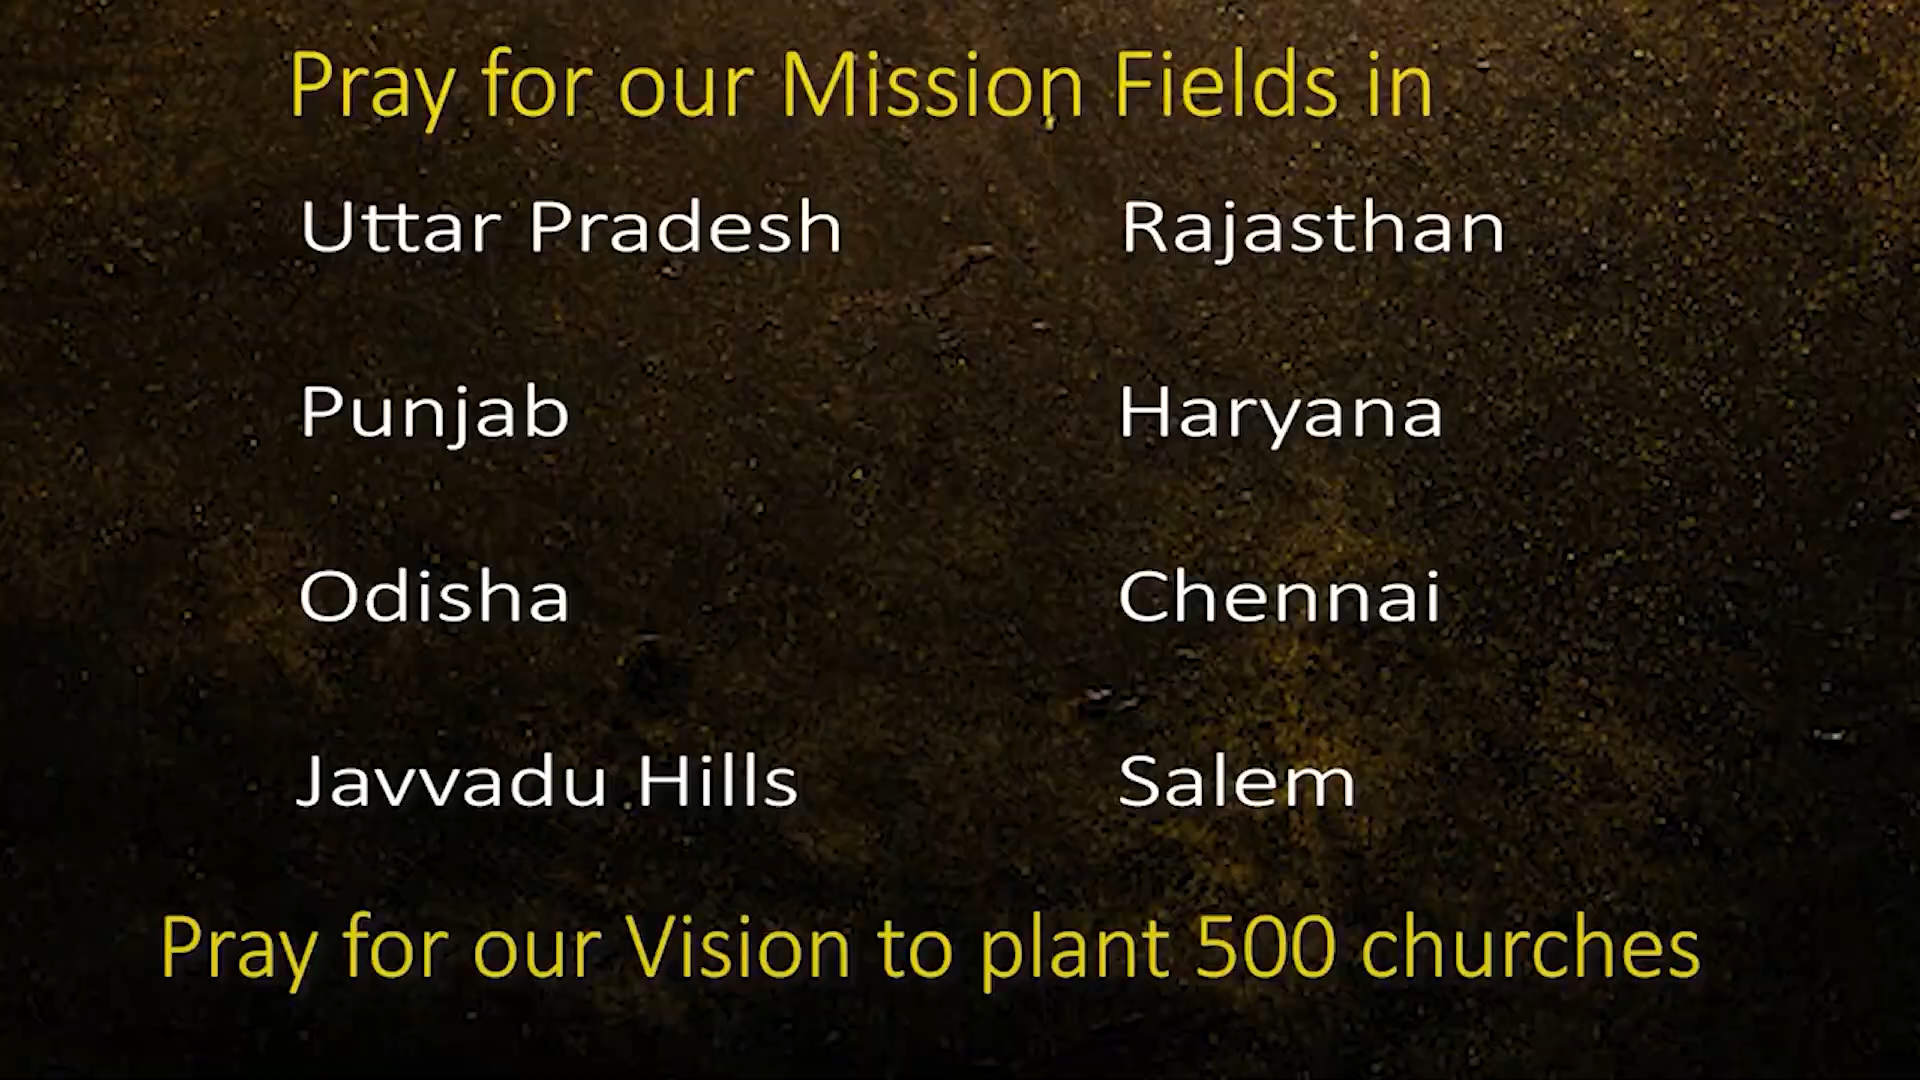 Pray for our Mission Fields in
Uttar Pradesh Rajasthan
Punjab Haryana
Odisha Chennai
Javvadu Hills Salem
Pray for our Vision to plant 500 churches